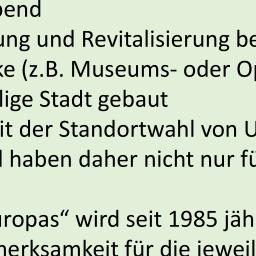 bend
ung und Revitalisierung be
ke (z.B. Museums- oder Op
lige Stadt gebaut
it der Standortwahl von U
l haben daher nicht nur fü
uropas“ wird seit 1985 jäh
merksamkeit für die jeweil